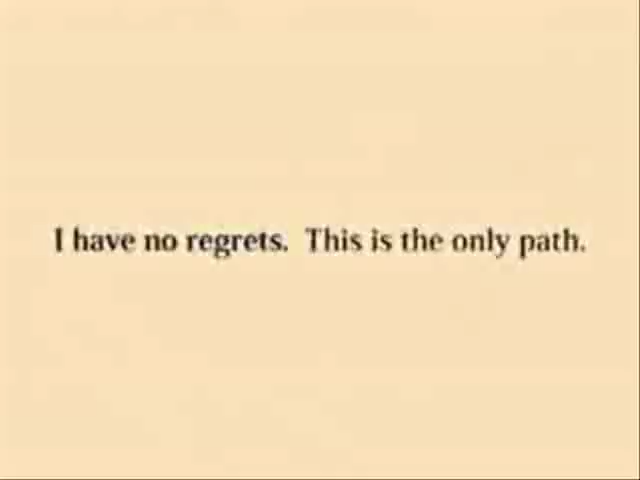 I have no regrets.  This is the only path.